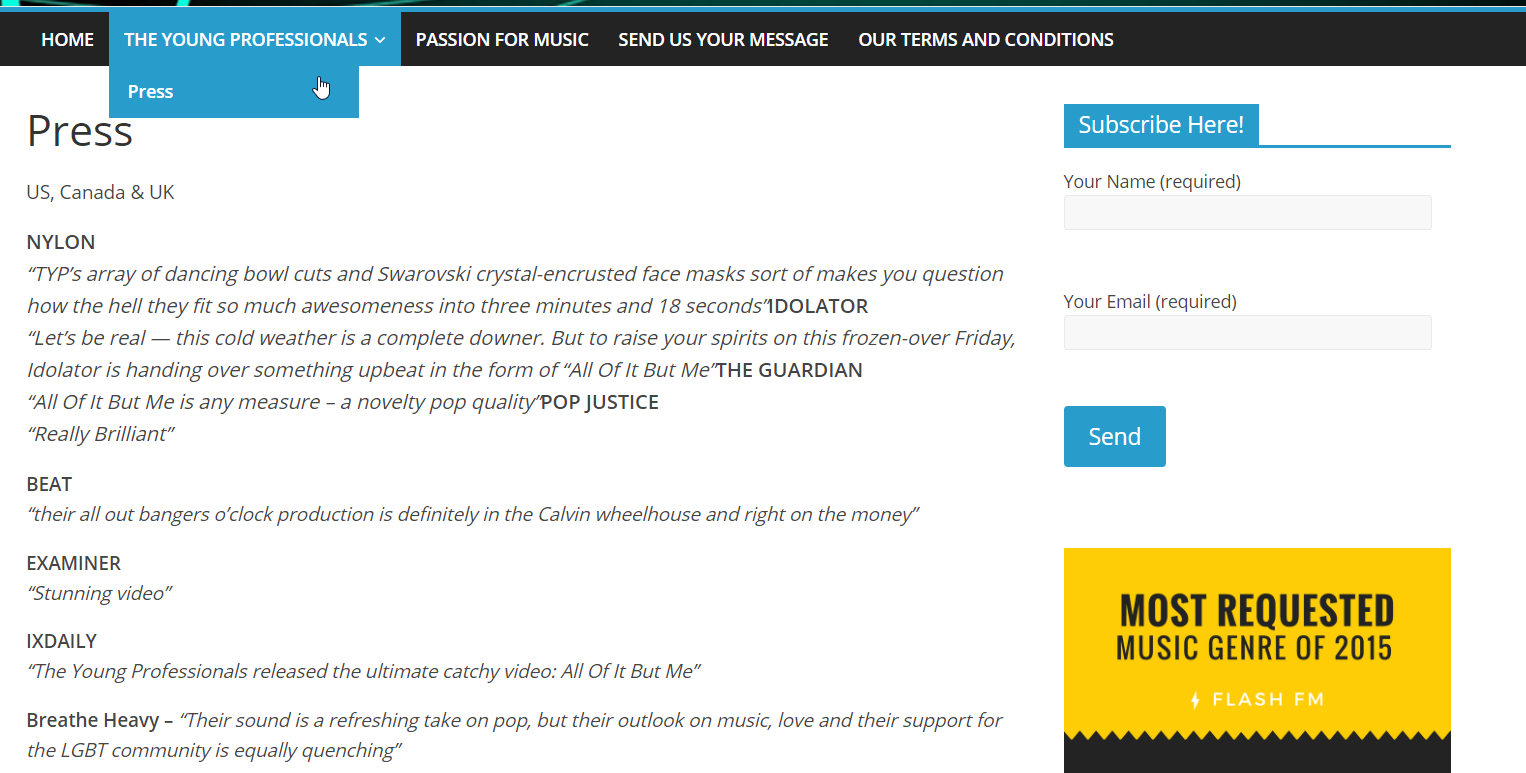 HOME THE YOUNG PROFESSIONALS PASSION FOR MUSIC SEND US YOUR MESSAGE OUR TERMS AND CONDITIONS
Press
Press
US, Canada & UK
NYLON
“TYP’s array of dancing bowl cuts and Swarovski crystal-encrusted face masks sort of makes you question
how the hell they fit so much awesomeness into three minutes and 18 seconds”IDOLATOR
“Let’s be real — this cold weather is a complete downer. But to raise your spirits on this frozen-over Friday,
Idolator is handing over something upbeat in the form of “All Of It But Me”THE GUARDIAN
“All Of It But Me is any measure – a novelty pop quality”POP JUSTICE
“Really Brilliant”
BEAT
“their all out bangers o’clock production is definitely in the Calvin wheelhouse and right on the money”
EXAMINER
“Stunning video”
IXDAILY
“The Young Professionals released the ultimate catchy video: All Of It But Me”
Breathe Heavy – “Their sound is a refreshing take on pop, but their outlook on music, love and their support for
the LGBT community is equally quenching”
Subscribe Here!
Your Name (required)
Your Email (required)
Send
MOST REQUESTED
MUSIC GENRE OF 2015
FLASH FM